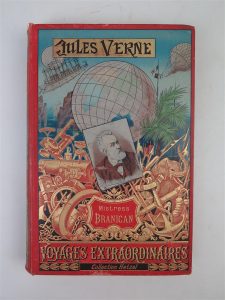 JULES VERNE
Mistress
BRANICAN
VOYAGES EXTRAORDINAIRES
Collection Hetzel